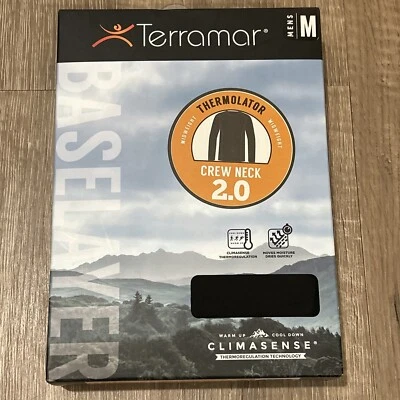 Terramar®
MENS
M
BASELAYER
THERMOLATOR
MIDWEIGHT
MIDWEIGHT
CREW NECK
2.0
CLIMASENSE
THERMOREGULATION
MOVES MOISTURE
DRIES QUICKLY
WARM UP COOL DOWN
CLIMASENSE®
THERMOREGULATION TECHNOLOGY